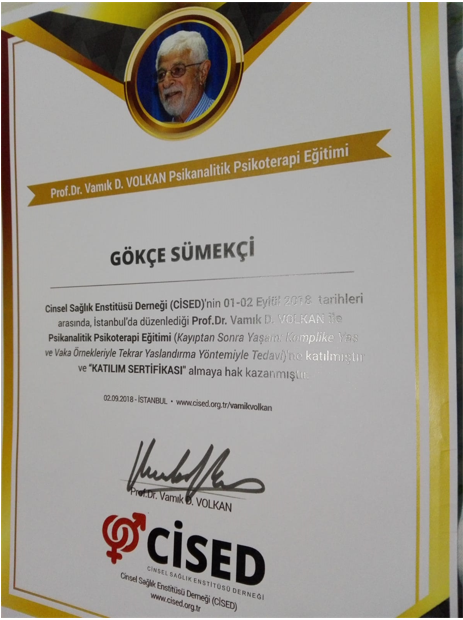 Prof.Dr. Vamık D. VOLKAN Psikanalitik Psikoterapi Eğitimi
GÖKÇE SÜMEKÇİ
Cinsel Sağlık Enstitüsü Derneği (CİSED)'nin 01-02 Eylül 2018 tarihleri
arasında, İstanbul'da düzenlediği Prof.Dr. Vamık D. VOLKAN ile
Psikanalitik Psikoterapi Eğitimi (Kayıptan Sonra Yaşam, Komplike Yas
ve Vaka Örnekleriyle Tekrar Yaslandırma Yöntemiyle Tedavi)'ne katılmıştır
ve “KATILIM SERTİFİKASI” almaya hak kazanmıştır.
02.09.2018 - İSTANBUL • www.cised.org.tr/vamikvolkan
Prof.Dr. Vamık D. VOLKAN
CİSED
CİNSEL SAĞLIK ENSTİTÜSÜ DERNEĞİ
Cinsel Sağlık Enstitüsü Derneği (CİSED)
www.cised.org.tr